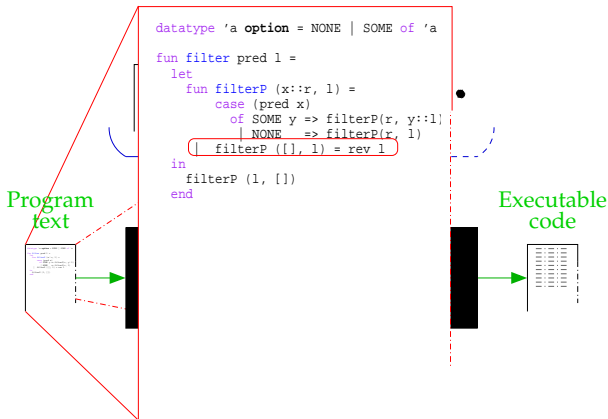 datatype 'a option = NONE | SOME of 'a
fun filter pred l =
let
fun filterP (x::r, l) =
case (pred x)
of SOME y => filterP(r, y::l)
| NONE => filterP(r, l)
| filterP ([], l) = rev l
in
filterP (l, [])
end
Program
text
Executable
code